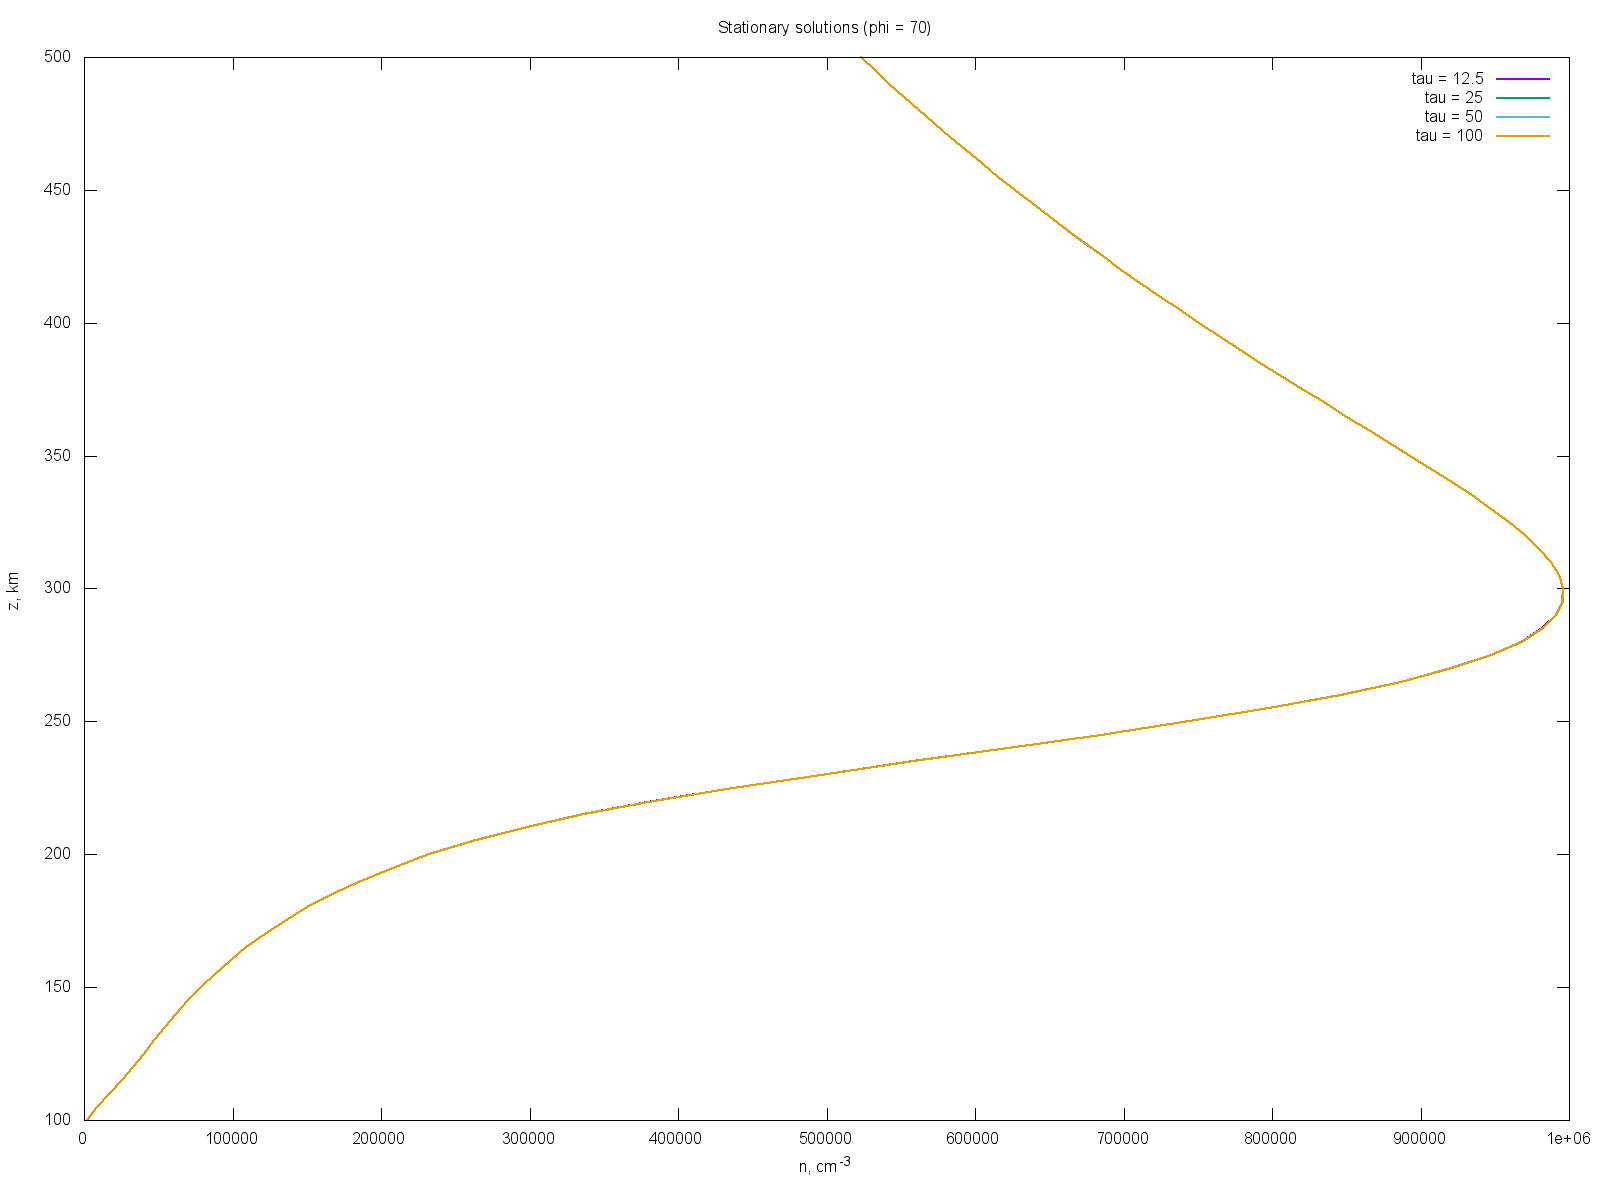 Stationary solutions (phi = 70)
500
450
400
350
300
250
200
150
100
z, km
tau = 12.5
tau = 25
tau = 50
tau = 100
0 100000 200000 300000 400000 500000 600000 700000 800000 900000 1e+06
n, cm-3